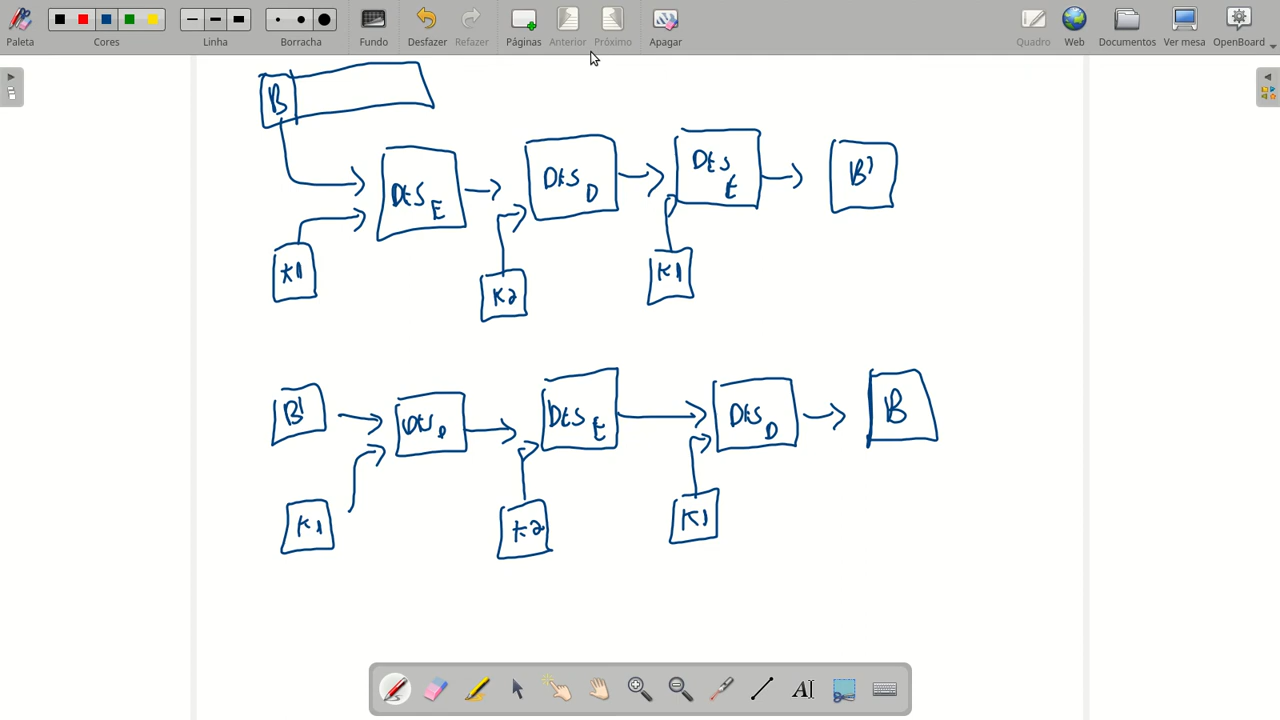 Paleta Cores Linha Borracha Fundo Desfazer Refazer Páginas Anterior Próximo Apagar Quadro Web Documentos Ver mesa OpenBoard
B
DES E DES D DES E B'
K1 K2 K1
B' DES D DES E DES D B
K1 K2 K1
AI